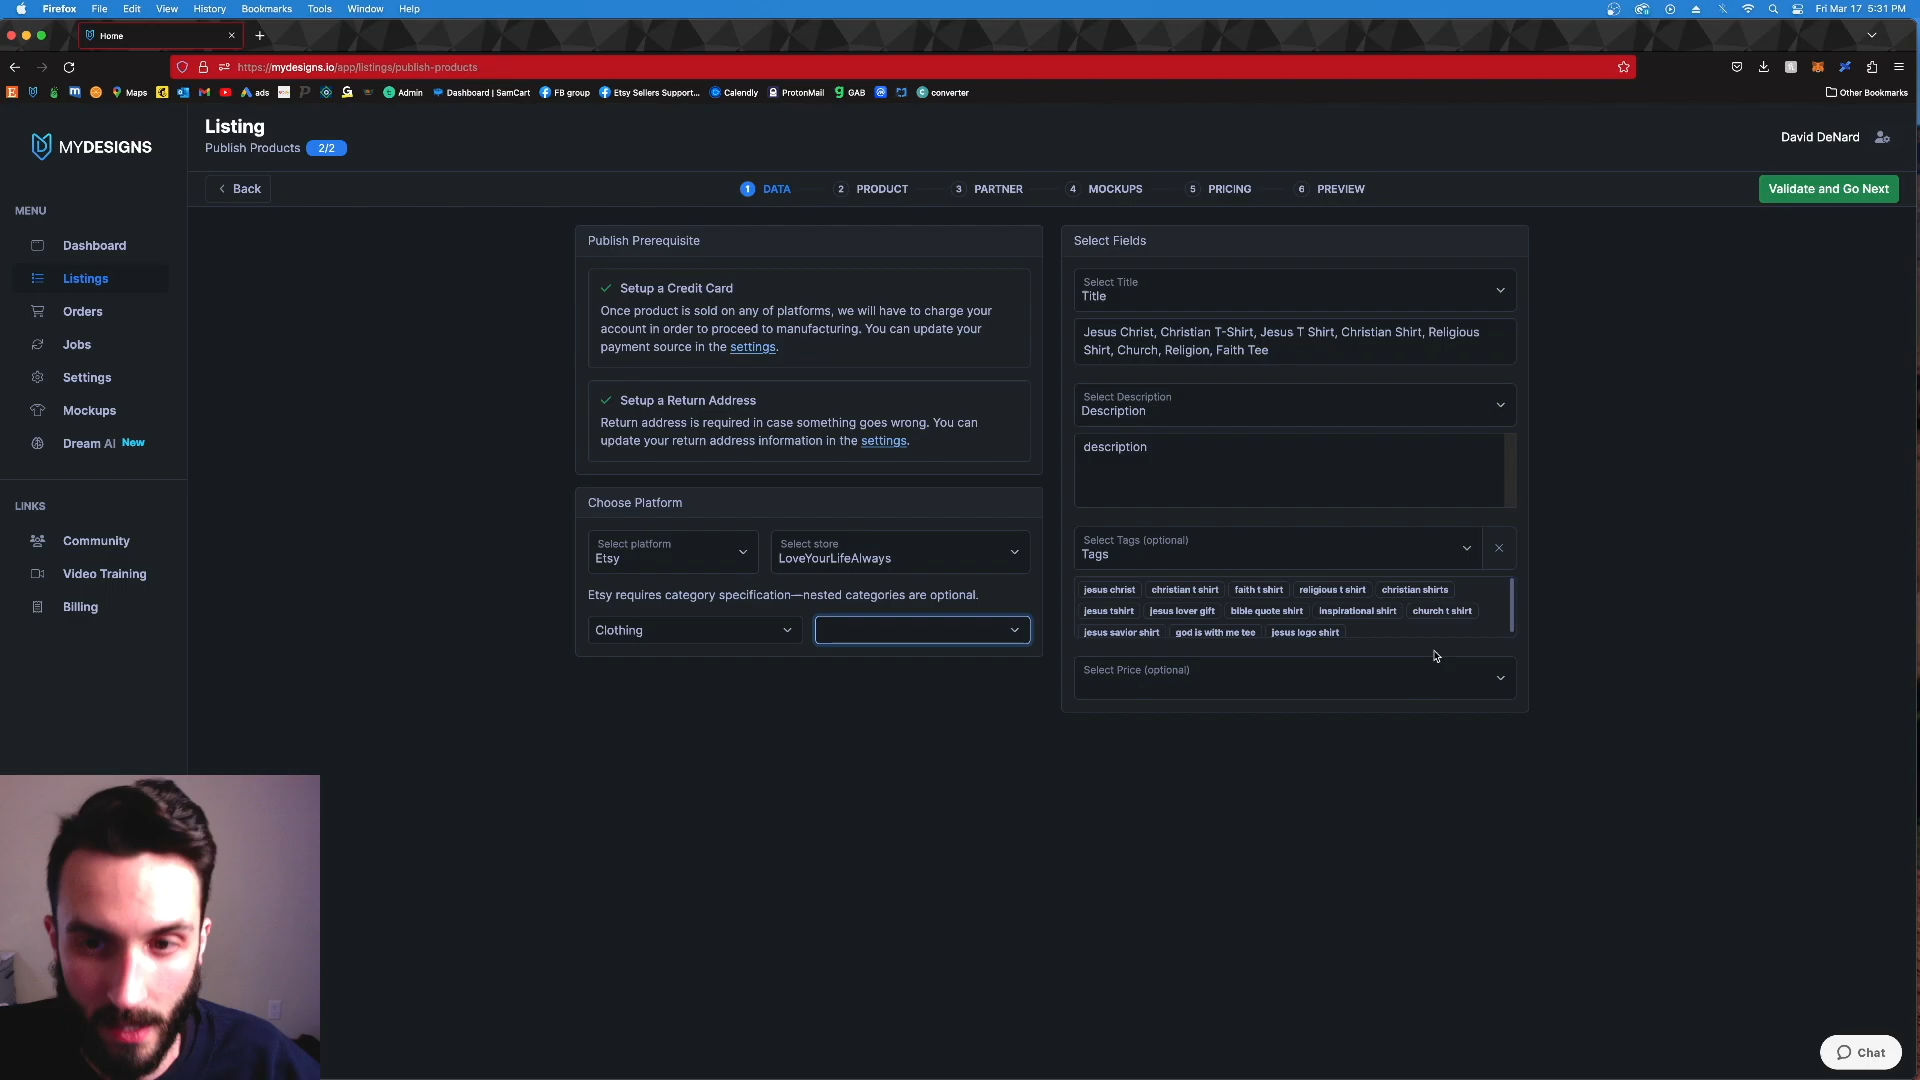 Firefox File Edit View History Bookmarks Tools Window Help
Fri Mar 17 5:31 PM
Home
https://mydesigns.io/app/listings/publish-products
Maps
ads
Admin
Dashboard | SamCart
FB group
Etsy Sellers Support...
Calendly
ProtonMail
GAB
converter
Other Bookmarks
MYDESIGNS
Listing
Publish Products 2/2
David DeNard
Back
1 DATA
2 PRODUCT
3 PARTNER
4 MOCKUPS
5 PRICING
6 PREVIEW
Validate and Go Next
MENU
Dashboard
Listings
Orders
Jobs
Settings
Mockups
Dream AI New
LINKS
Community
Video Training
Billing
Publish Prerequisite
Setup a Credit Card
Once product is sold on any of platforms, we will have to charge your
account in order to proceed to manufacturing. You can update your
payment source in the settings.
Setup a Return Address
Return address is required in case something goes wrong. You can
update your return address information in the settings.
Choose Platform
Select platform
Etsy
Select store
LoveYourLifeAlways
Etsy requires category specification—nested categories are optional.
Clothing
Select Fields
Select Title
Title
Jesus Christ, Christian T-Shirt, Jesus T Shirt, Christian Shirt, Religious
Shirt, Church, Religion, Faith Tee
Select Description
Description
description
Select Tags (optional)
Tags
jesus christ christian t shirt faith t shirt religious t shirt christian shirts
jesus tshirt jesus lover gift bible quote shirt inspirational shirt church t shirt
jesus savior shirt god is with me tee jesus logo shirt
Select Price (optional)
Chat